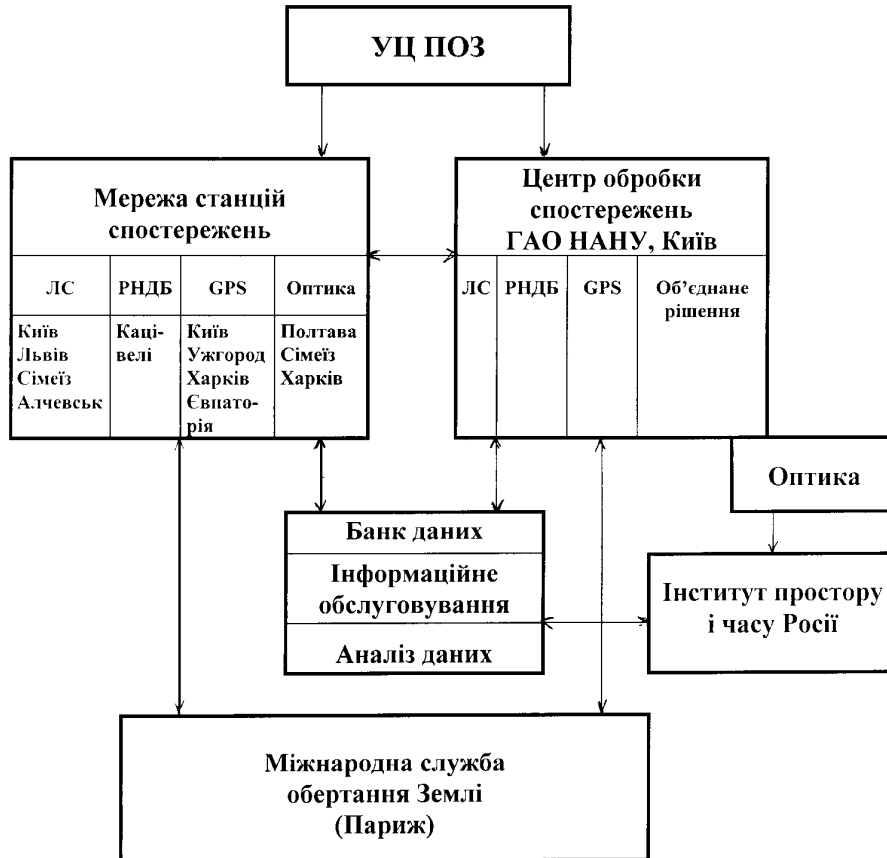 УЦ ПОЗ
Мережа станцій
спостережень
ЛС
РНДБ
GPS
Оптика
Київ
Львів
Сімеїз
Алчевськ
Каці-
велі
Київ
Ужгород
Харків
Євпато-
рія
Полтава
Сімеїз
Харків
Центр обробки
спостережень
ГАО НАНУ, Київ
ЛС
РНДБ
GPS
Об’єднане
рішення
Оптика
Банк даних
Інформаційне
обслуговування
Аналіз даних
Інститут простору
і часу Росії
Міжнародна служба
обертання Землі
(Париж)